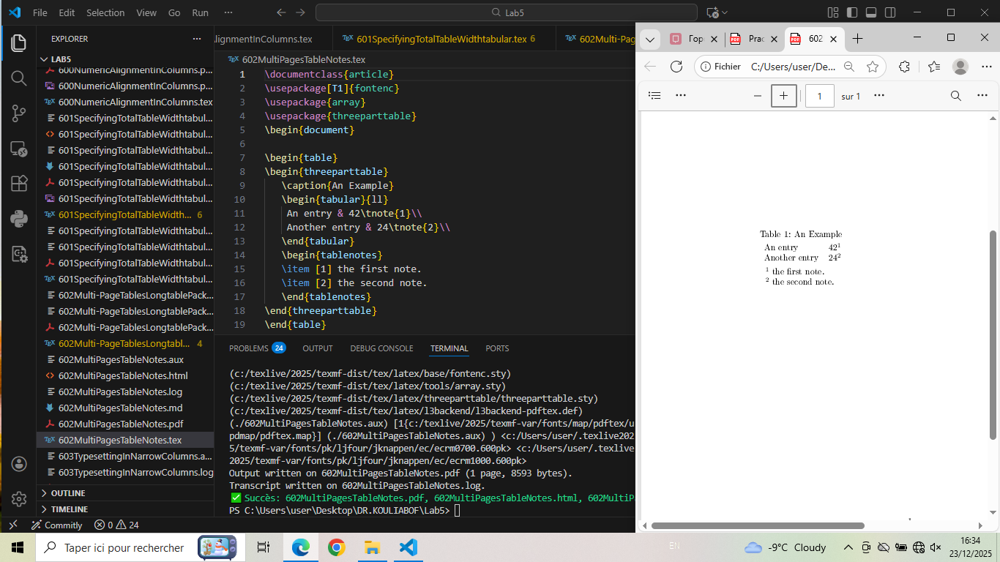 File Edit Selection View Go Run ··· Lab5
EXPLORER ···
LAB5
600NumericAlignmentInColumns.p...
600NumericAlignmentInColumns.p...
600NumericAlignmentInColumns.tex
601SpecifyingTotalTableWidthtabul...
601SpecifyingTotalTableWidthtabul...
601SpecifyingTotalTableWidthtabul...
601SpecifyingTotalTableWidthtabul...
601SpecifyingTotalTableWidthtabul...
601SpecifyingTotalTableWidthtabul...
601SpecifyingTotalTableWidth... 6
601SpecifyingTotalTableWidthtabul...
601SpecifyingTotalTableWidthtabul...
601SpecifyingTotalTableWidthtabul...
601SpecifyingTotalTableWidthtabul...
602Multi-PageTablesLongtablePack...
602Multi-PageTablesLongtablePack...
602Multi-PageTablesLongtablePack...
602Multi-PageTablesLongtabl... 4
602MultiPagesTableNotes.aux
602MultiPagesTableNotes.html
602MultiPagesTableNotes.log
602MultiPagesTableNotes.md
602MultiPagesTableNotes.pdf
602MultiPagesTableNotes.tex
603TypesettingInNarrowColumns.a...
603TypesettingInNarrowColumns.log
OUTLINE
TIMELINE
AlignmentInColumns.tex 601SpecifyingTotalTableWidthtabular.tex 6 602Multi-Pag
602MultiPagesTableNotes.tex
1 \documentclass{article}
2 \usepackage[T1]{fontenc}
3 \usepackage{array}
4 \usepackage{threeparttable}
5 \begin{document}
6
7 \begin{table}
8 \begin{threeparttable}
9 \caption{An Example}
10 \begin{tabular}{ll}
11 An entry & 42\tnote{1}\\
12 Another entry & 24\tnote{2}\\
13 \end{tabular}
14 \begin{tablenotes}
15 \item [1] the first note.
16 \item [2] the second note.
17 \end{tablenotes}
18 \end{threeparttable}
19 \end{table}
PROBLEMS 24 OUTPUT DEBUG CONSOLE TERMINAL PORTS
(c:/texlive/2025/texmf-dist/tex/latex/base/fontenc.sty)
(c:/texlive/2025/texmf-dist/tex/latex/tools/array.sty)
(c:/texlive/2025/texmf-dist/tex/latex/threeparttable/threeparttable.sty)
(c:/texlive/2025/texmf-dist/tex/latex/l3backend/l3backend-pdftex.def)
(./602MultiPagesTableNotes.aux) [1{c:/texlive/2025/texmf-var/fonts/map/pdftex/u
pdmap/pdftex.map}] (./602MultiPagesTableNotes.aux) ) <c:/Users/user/.texlive202
5/texmf-var/fonts/pk/ljfour/jknappen/ec/ecrm0700.600pk> <c:/Users/user/.texlive
2025/texmf-var/fonts/pk/ljfour/jknappen/ec/ecrm1000.600pk>
Output written on 602MultiPagesTableNotes.pdf (1 page, 8593 bytes).
Transcript written on 602MultiPagesTableNotes.log.
✅ Succès: 602MultiPagesTableNotes.pdf, 602MultiPagesTableNotes.html, 602MultiP
PS C:\Users\user\Desktop\DR.KOULIABOF\Lab5>
Commitly 0 24
Горо Prac 602
Fichier C:/Users/user/De...
1 sur 1
Table 1: An Example
An entry 42¹
Another entry 24²
¹ the first note.
² the second note.
Taper ici pour rechercher
EN
-9°C Cloudy
16:34
23/12/2025